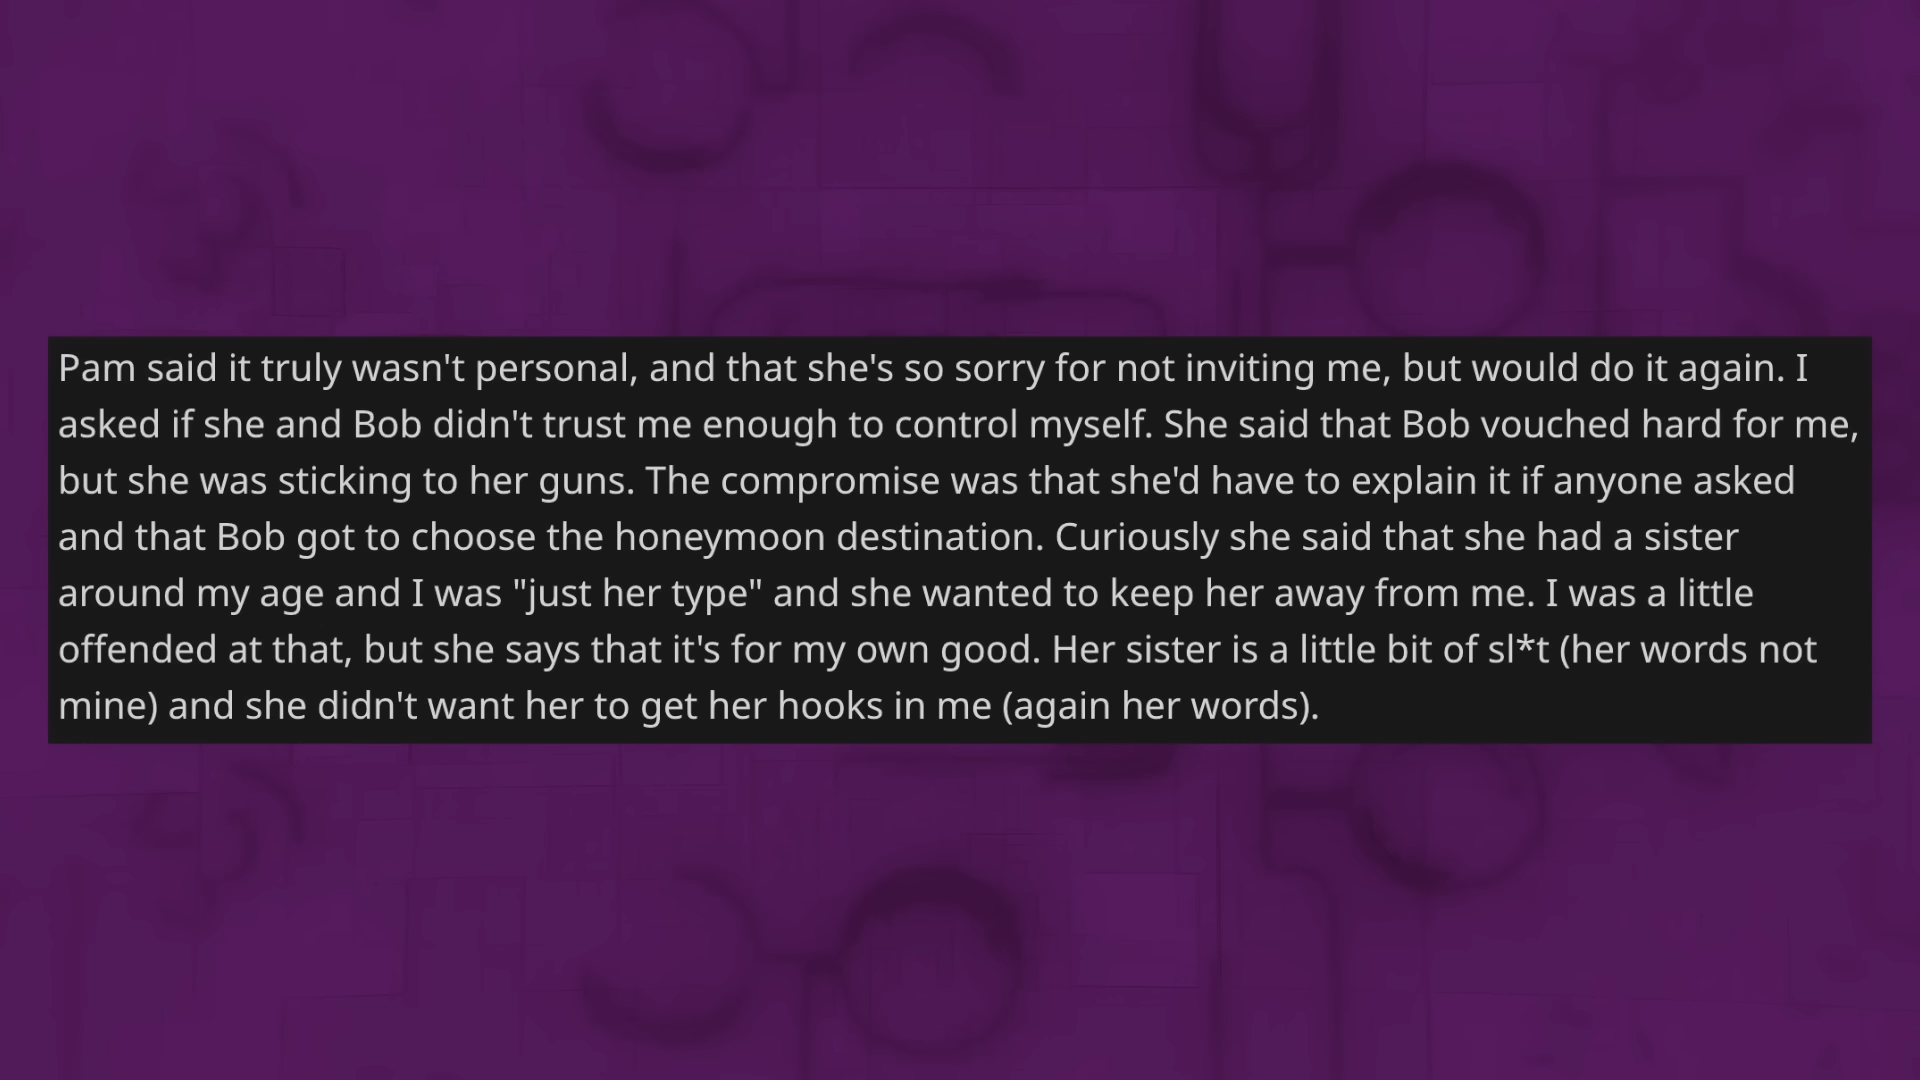 Pam said it truly wasn't personal, and that she's so sorry for not inviting me, but would do it again. I
asked if she and Bob didn't trust me enough to control myself. She said that Bob vouched hard for me,
but she was sticking to her guns. The compromise was that she'd have to explain it if anyone asked
and that Bob got to choose the honeymoon destination. Curiously she said that she had a sister
around my age and I was "just her type" and she wanted to keep her away from me. I was a little
offended at that, but she says that it's for my own good. Her sister is a little bit of sl*t (her words not
mine) and she didn't want her to get her hooks in me (again her words).